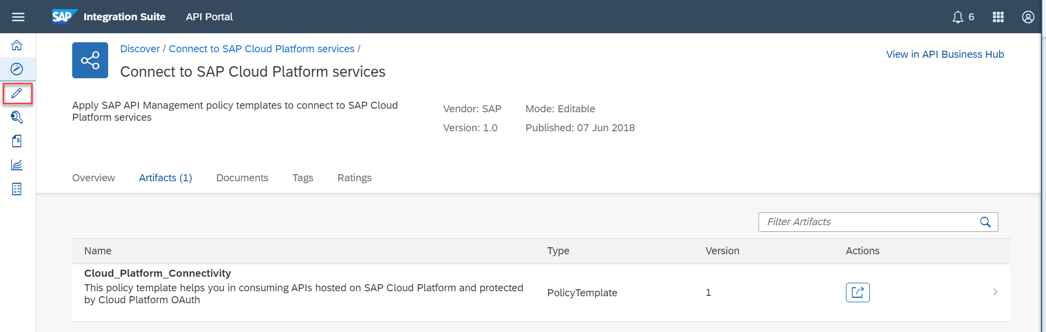 SAP Integration Suite API Portal 6
Discover / Connect to SAP Cloud Platform services /
View in API Business Hub
Connect to SAP Cloud Platform services
Apply SAP API Management policy templates to connect to SAP Cloud
Platform services
Vendor: SAP Mode: Editable
Version: 1.0 Published: 07 Jun 2018
Overview Artifacts (1) Documents Tags Ratings
Filter Artifacts
Name Type Version Actions
Cloud_Platform_Connectivity
This policy template helps you in consuming APIs hosted on SAP Cloud Platform and protected
by Cloud Platform OAuth
PolicyTemplate 1